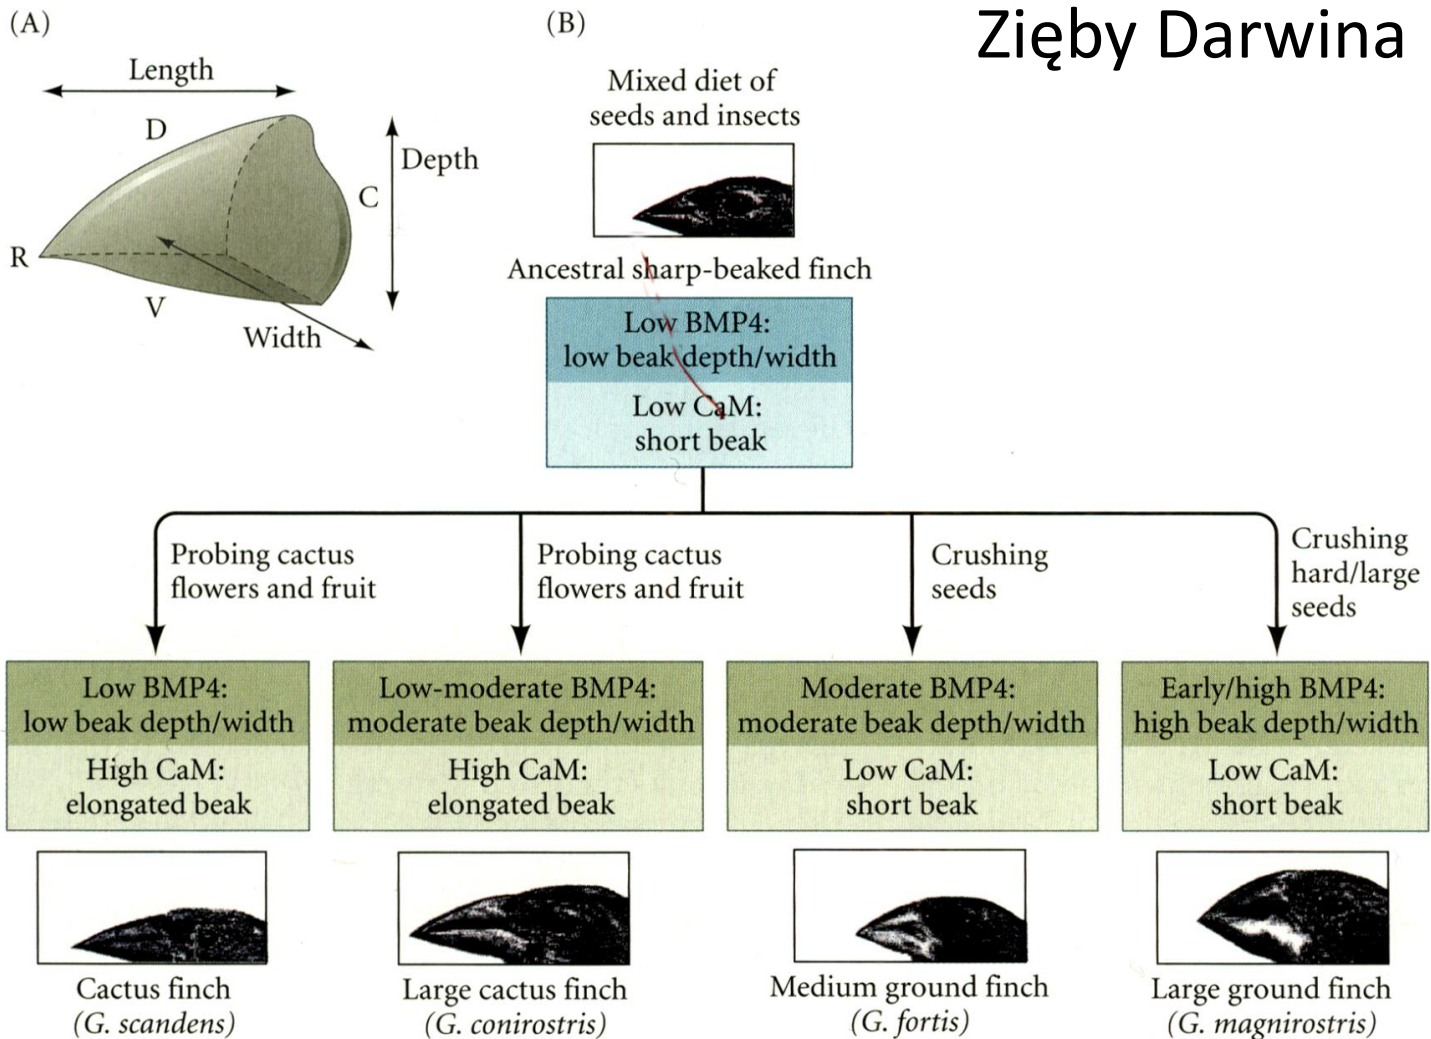 (A)
(B)
Zięby Darwina
Length
D
Depth
C
R
V
Width
Mixed diet of
seeds and insects
Ancestral sharp-beaked finch
Low BMP4:
low beak depth/width
Low CaM:
short beak
Probing cactus
flowers and fruit
Probing cactus
flowers and fruit
Crushing
seeds
Crushing
hard/large
seeds
Low BMP4:
low beak depth/width
High CaM:
elongated beak
Low-moderate BMP4:
moderate beak depth/width
High CaM:
elongated beak
Moderate BMP4:
moderate beak depth/width
Low CaM:
short beak
Early/high BMP4:
high beak depth/width
Low CaM:
short beak
Cactus finch
(G. scandens)
Large cactus finch
(G. conirostris)
Medium ground finch
(G. fortis)
Large ground finch
(G. magnirostris)